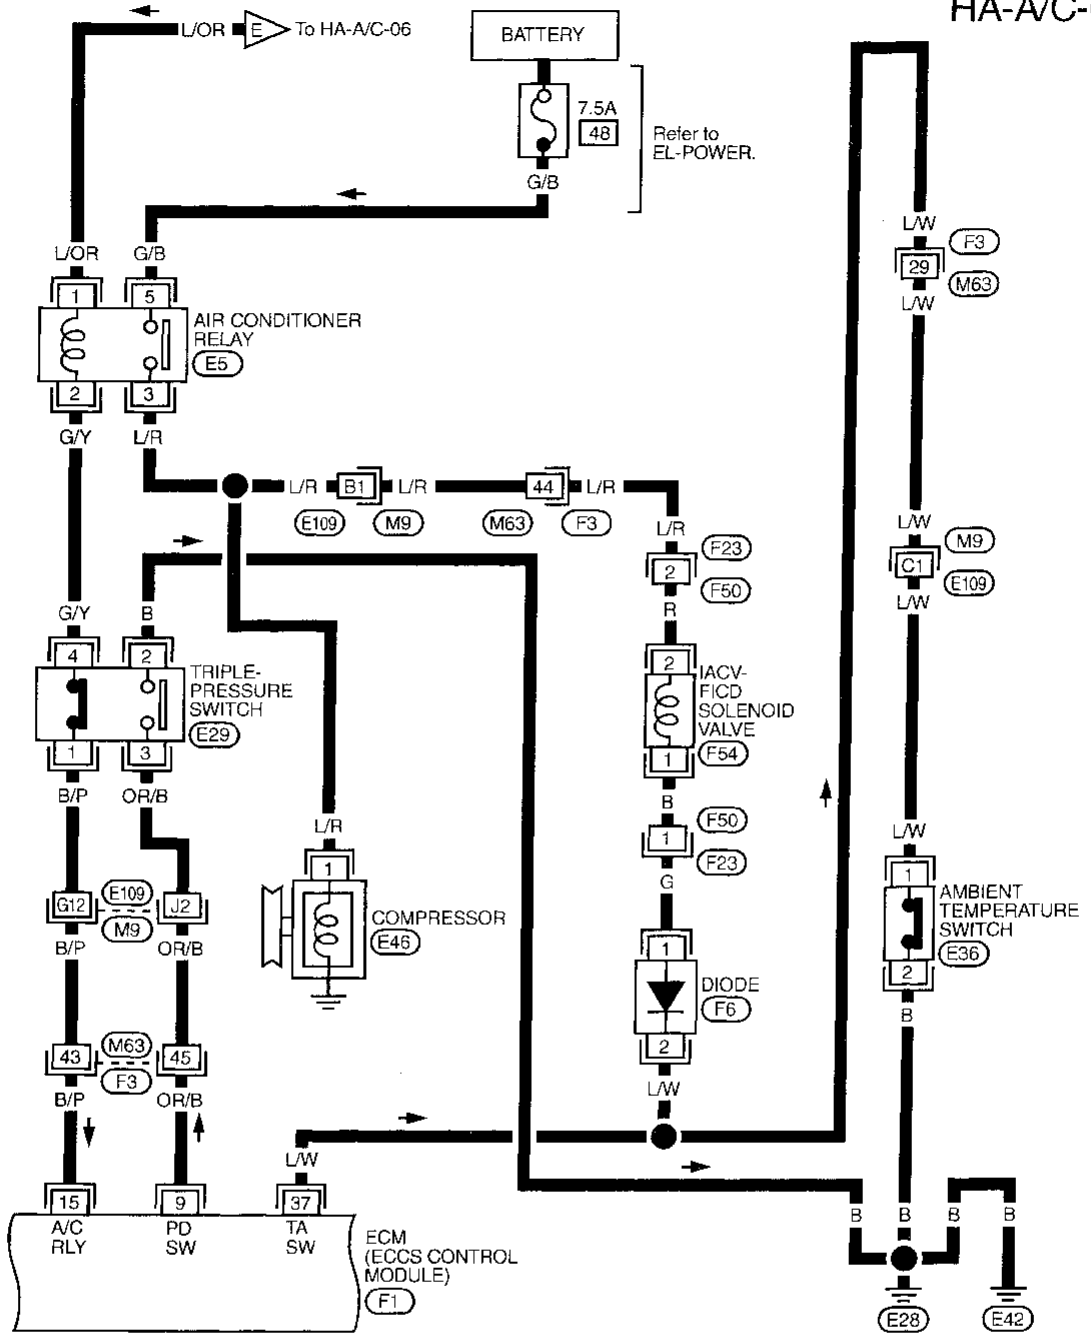 HA-A/C-
L/OR
E
To HA-A/C-06
BATTERY
7.5A
48
Refer to
EL-POWER.
G/B
L/OR
G/B
1
5
AIR CONDITIONER
RELAY
E5
2
3
G/Y
L/R
L/R
B1
L/R
44
L/R
E109
M9
M63
F3
L/W
F3
29
M63
L/W
L/R
F23
2
F50
R
L/W
M9
C1
E109
L/W
G/Y
B
4
2
TRIPLE-
PRESSURE
SWITCH
E29
1
3
B/P
OR/B
2
IACV-
FICD
SOLENOID
VALVE
F54
1
B
F50
1
F23
G
L/R
1
COMPRESSOR
E46
L/W
1
AMBIENT
TEMPERATURE
SWITCH
E36
2
B
G12
E109
M9
J2
B/P
OR/B
1
DIODE
F6
2
L/W
43
M63
F3
45
B/P
OR/B
L/W
15
9
37
A/C
RLY
PD
SW
TA
SW
ECM
(ECCS CONTROL
MODULE)
F1
B
B
B
B
E28
E42